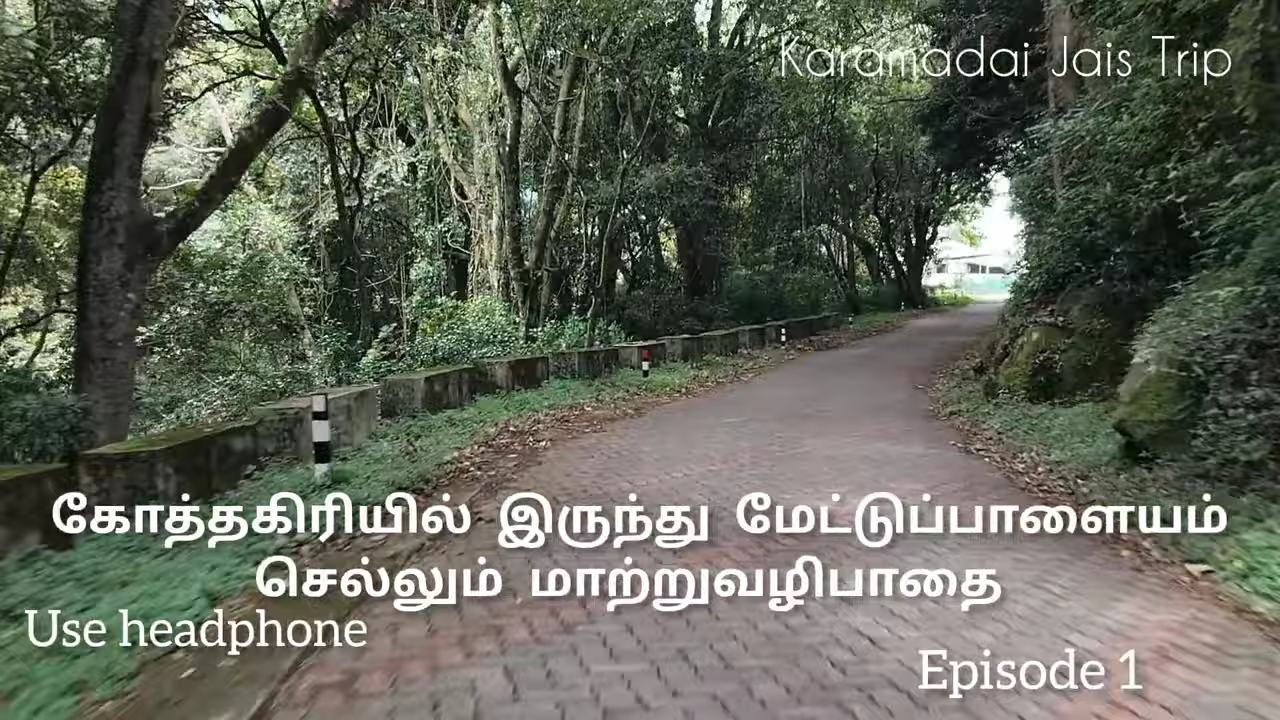 Karamadai Jais Trip
கோத்தகிரியில் இருந்து மேட்டுப்பாளையம்
செல்லும் மாற்றுவழிபாதை
Use headphone
Episode 1